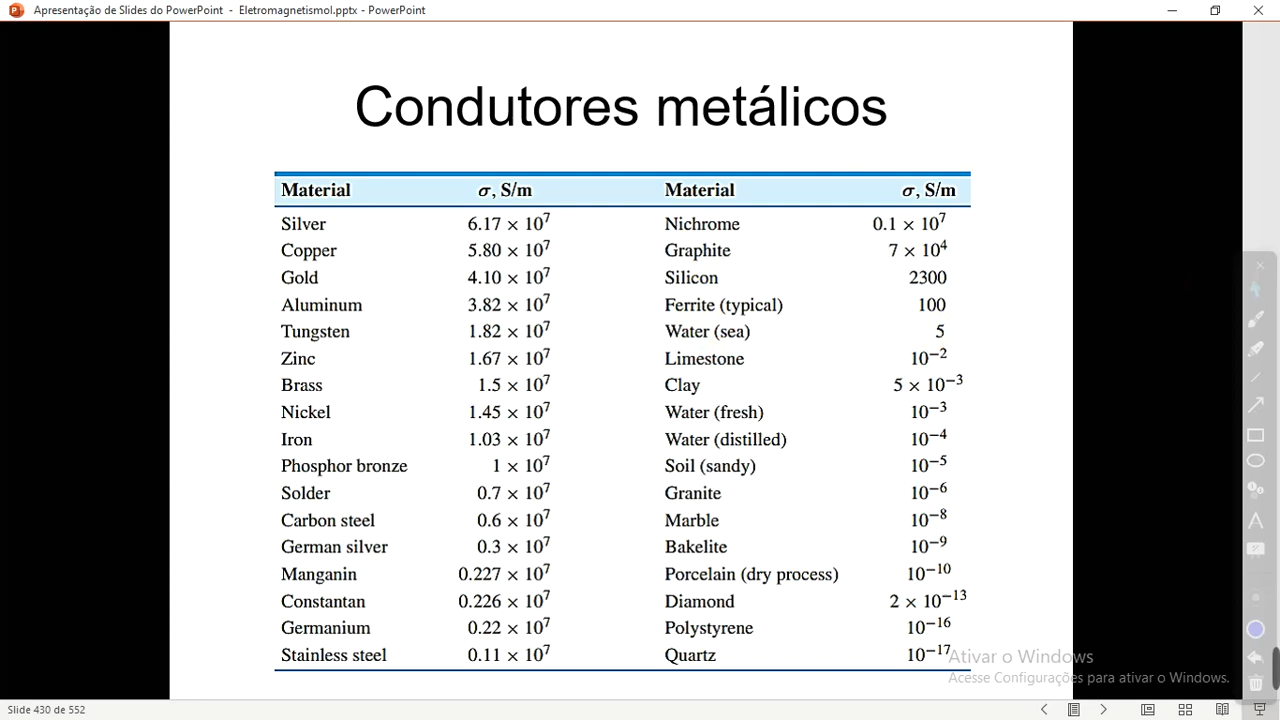 Apresentação de Slides do PowerPoint - Eletromagnetismol.pptx - PowerPoint
Condutores metálicos
Material σ, S/m Material σ, S/m
Silver 6.17 × 10⁷ Nichrome 0.1 × 10⁷
Copper 5.80 × 10⁷ Graphite 7 × 10⁴
Gold 4.10 × 10⁷ Silicon 2300
Aluminum 3.82 × 10⁷ Ferrite (typical) 100
Tungsten 1.82 × 10⁷ Water (sea) 5
Zinc 1.67 × 10⁷ Limestone 10⁻²
Brass 1.5 × 10⁷ Clay 5 × 10⁻³
Nickel 1.45 × 10⁷ Water (fresh) 10⁻³
Iron 1.03 × 10⁷ Water (distilled) 10⁻⁴
Phosphor bronze 1 × 10⁷ Soil (sandy) 10⁻⁵
Solder 0.7 × 10⁷ Granite 10⁻⁶
Carbon steel 0.6 × 10⁷ Marble 10⁻⁸
German silver 0.3 × 10⁷ Bakelite 10⁻⁹
Manganin 0.227 × 10⁷ Porcelain (dry process) 10⁻¹⁰
Constantan 0.226 × 10⁷ Diamond 2 × 10⁻¹³
Germanium 0.22 × 10⁷ Polystyrene 10⁻¹⁶
Stainless steel 0.11 × 10⁷ Quartz 10⁻¹⁷
Ativar o Windows
Acesse Configurações para ativar o Windows.
Slide 430 de 552